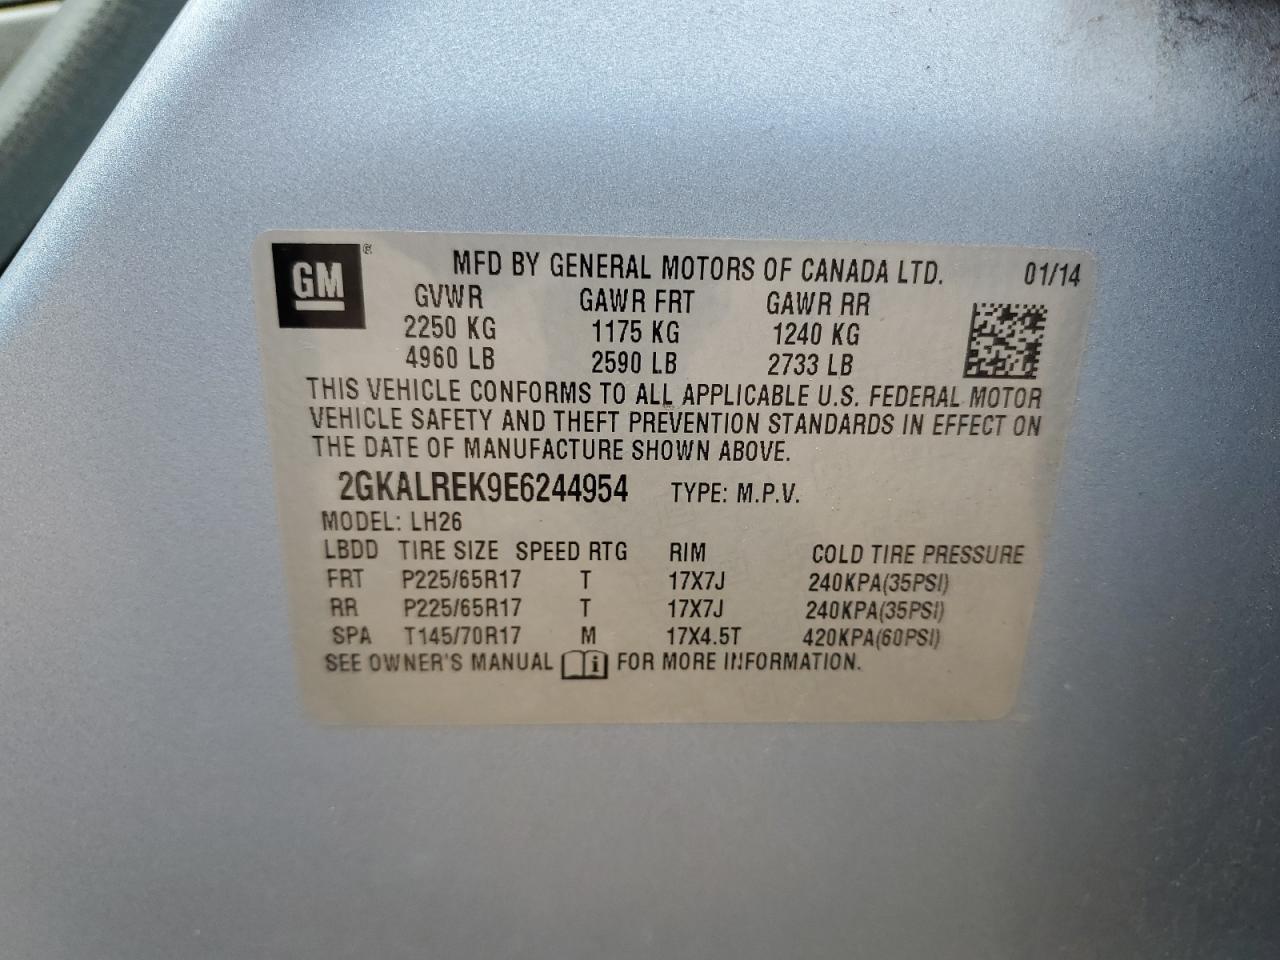 GM ®
MFD BY GENERAL MOTORS OF CANADA LTD. 01/14
GVWR GAWR FRT GAWR RR
2250 KG 1175 KG 1240 KG
4960 LB 2590 LB 2733 LB
THIS VEHICLE CONFORMS TO ALL APPLICABLE U.S. FEDERAL MOTOR
VEHICLE SAFETY AND THEFT PREVENTION STANDARDS IN EFFECT ON
THE DATE OF MANUFACTURE SHOWN ABOVE.
2GKALREK9E6244954 TYPE: M.P.V.
MODEL: LH26
LBDD TIRE SIZE SPEED RTG RIM COLD TIRE PRESSURE
FRT P225/65R17 T 17X7J 240KPA(35PSI)
RR P225/65R17 T 17X7J 240KPA(35PSI)
SPA T145/70R17 M 17X4.5T 420KPA(60PSI)
SEE OWNER'S MANUAL i FOR MORE INFORMATION.